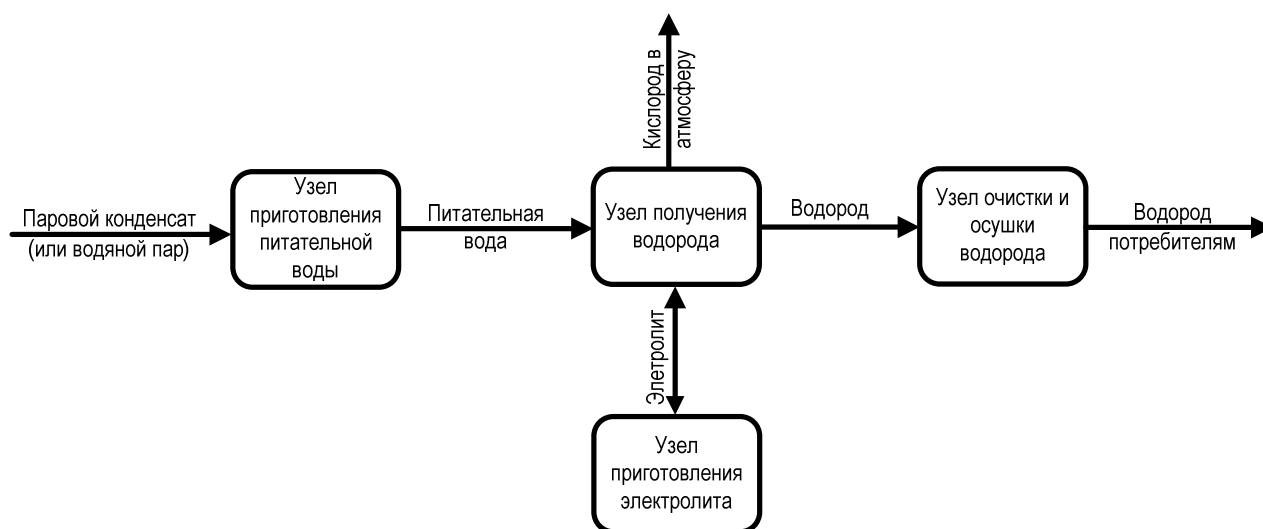 Кислород в
атмосферу
Паровой конденсат
(или водяной пар)
Узел
приготовления
питательной
воды
Питательная
вода
Узел получения
водорода
Водород
Узел очистки и
осушки
водорода
Водород
потребителям
Элетролит
Узел
приготовления
электролита